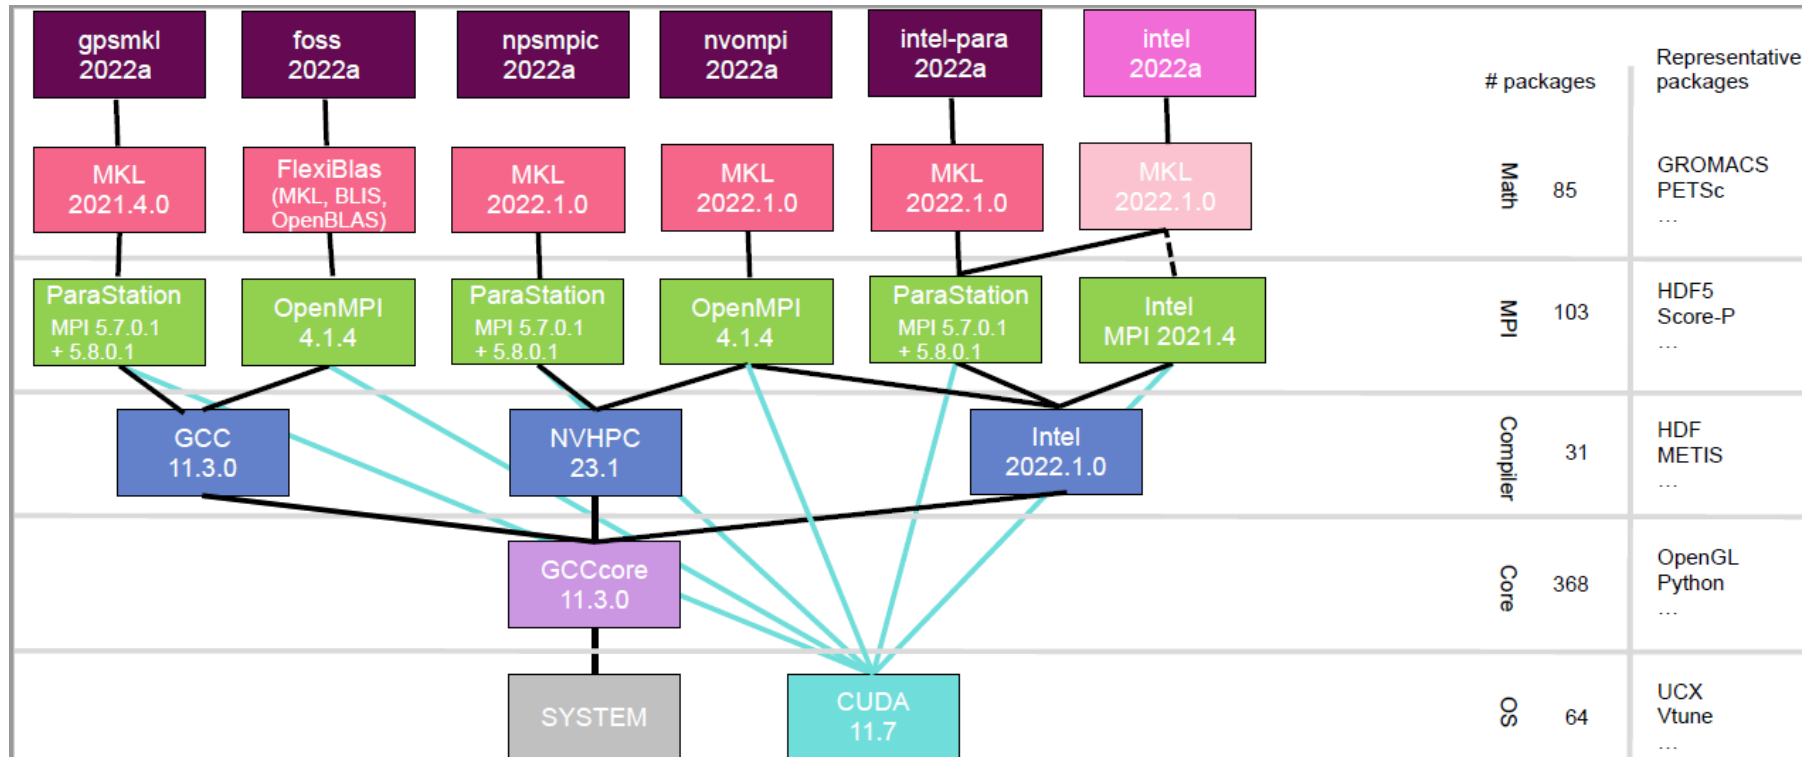 gpsmkl
2022a
foss
2022a
npsmpic
2022a
nvompi
2022a
intel-para
2022a
intel
2022a
# packages
Representative
packages
MKL
2021.4.0
FlexiBlas
(MKL, BLIS,
OpenBLAS)
MKL
2022.1.0
MKL
2022.1.0
MKL
2022.1.0
MKL
2022.1.0
Math
85
GROMACS
PETSc
...
ParaStation
MPI 5.7.0.1
+ 5.8.0.1
OpenMPI
4.1.4
ParaStation
MPI 5.7.0.1
+ 5.8.0.1
OpenMPI
4.1.4
ParaStation
MPI 5.7.0.1
+ 5.8.0.1
Intel
MPI 2021.4
MPI
103
HDF5
Score-P
...
GCC
11.3.0
NVHPC
23.1
Intel
2022.1.0
Compiler
31
HDF
METIS
...
GCCcore
11.3.0
Core
368
OpenGL
Python
...
SYSTEM
CUDA
11.7
OS
64
UCX
Vtune
...